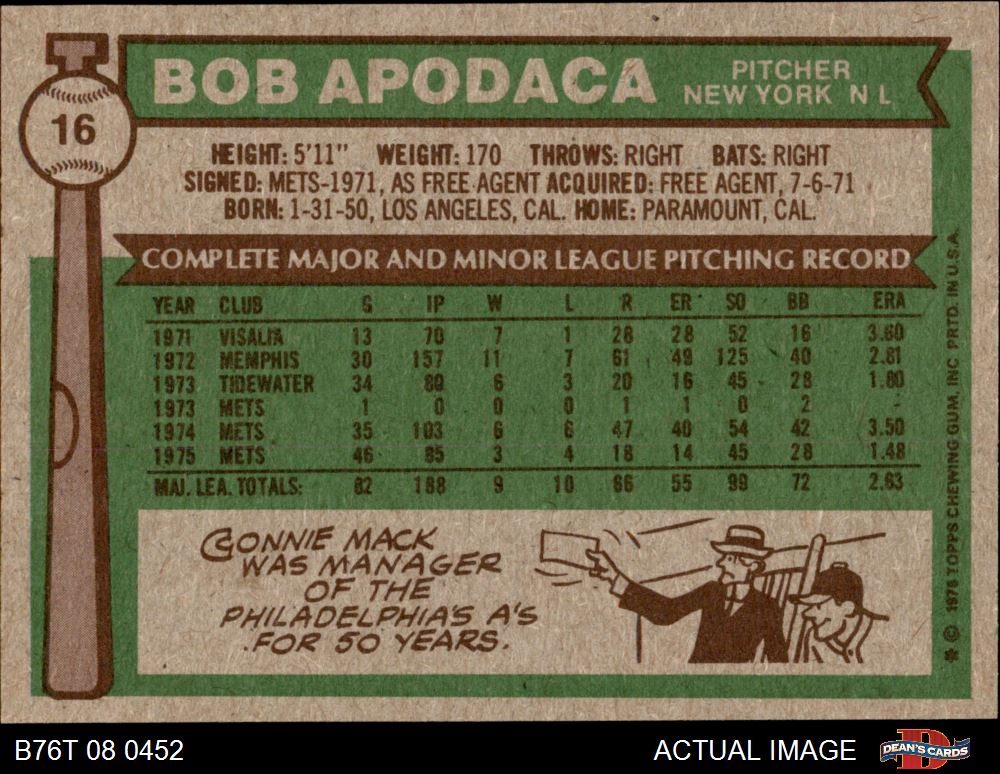 BOB APODACA
PITCHER
NEW YORK N L
16
HEIGHT: 5'11" WEIGHT: 170 THROWS: RIGHT BATS: RIGHT
SIGNED: METS-1971, AS FREE AGENT ACQUIRED: FREE AGENT, 7-6-71
BORN: 1-31-50, LOS ANGELES, CAL. HOME: PARAMOUNT, CAL.
COMPLETE MAJOR AND MINOR LEAGUE PITCHING RECORD
YEAR CLUB G IP W L R ER SO BB ERA
1971 VISALIA 13 70 7 1 28 28 52 16 3.60
1972 MEMPHIS 30 157 11 7 61 49 125 40 2.81
1973 TIDEWATER 34 80 6 3 20 16 45 28 1.80
1973 METS 1 0 0 0 1 1 0 2 -
1974 METS 35 103 6 6 47 40 54 42 3.50
1975 METS 46 85 3 4 18 14 45 28 1.48
MAJ. LEA. TOTALS: 82 188 9 10 66 55 99 72 2.63
CONNIE MACK
WAS MANAGER
OF THE
PHILADELPHIA'S A'S
FOR 50 YEARS.
* © 1976 TOPPS CHEWING GUM, INC PRTD. IN U.S.A.
B76T 08 0452
ACTUAL IMAGE
DEAN'S CARDS